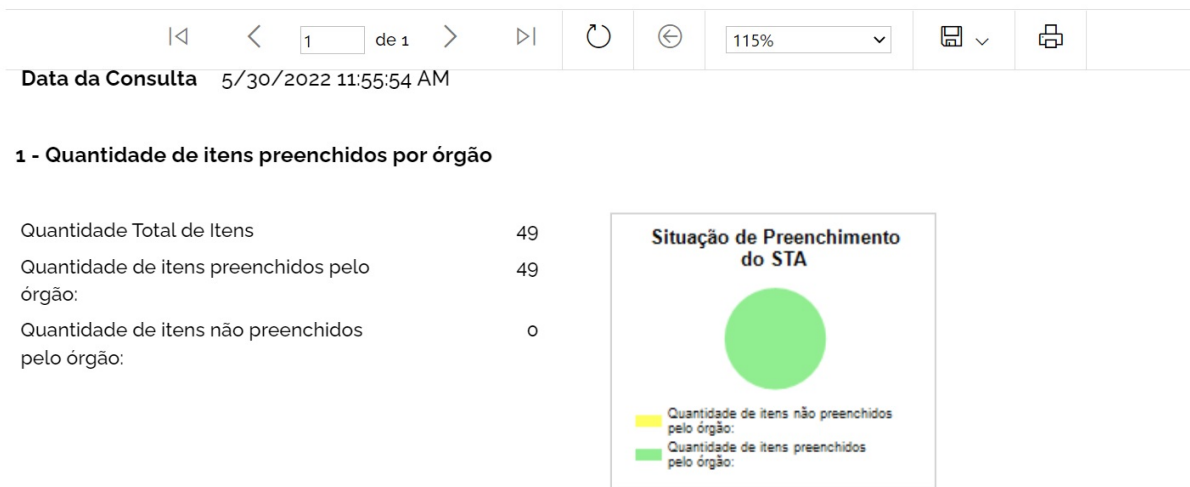 1 de 1 115%
Data da Consulta 5/30/2022 11:55:54 AM
1 - Quantidade de itens preenchidos por órgão
Quantidade Total de Itens 49
Quantidade de itens preenchidos pelo 49
órgão:
Quantidade de itens não preenchidos 0
pelo órgão:
Situação de Preenchimento
do STA
Quantidade de itens não preenchidos
pelo órgão:
Quantidade de itens preenchidos
pelo órgão: